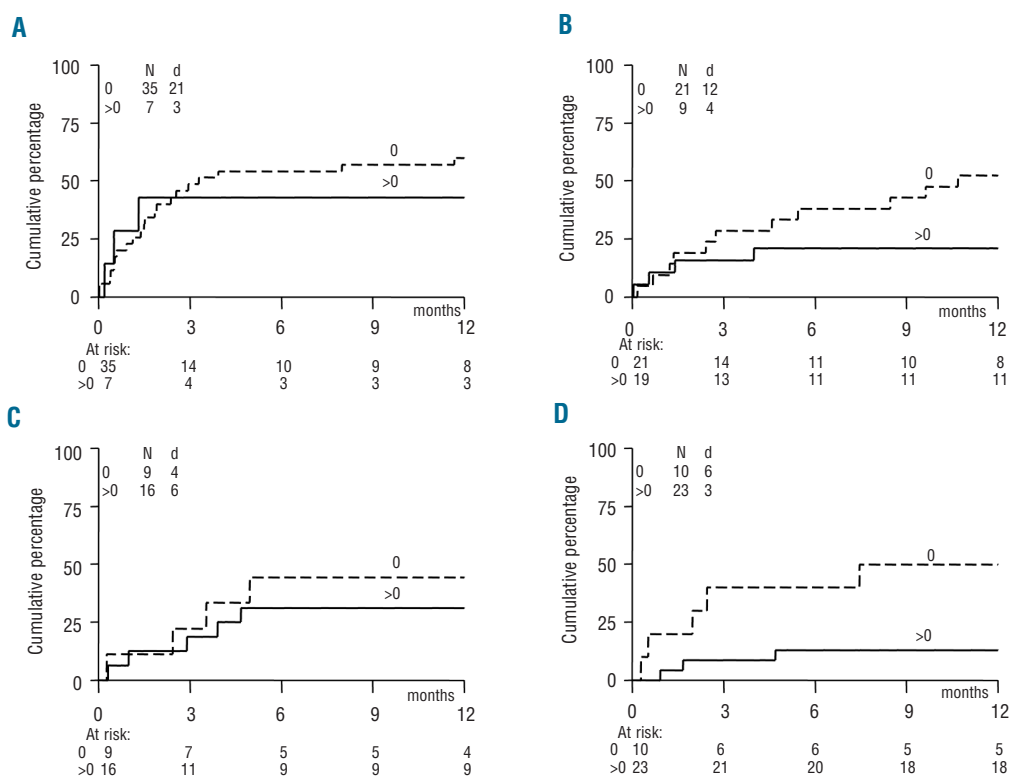 A
Cumulative percentage
100
75
50
25
0
N d
0 35 21
>0 7 3
0
>0
months
0 3 6 9 12
At risk:
0 35 14 10 9 8
>0 7 4 3 3 3
B
Cumulative percentage
100
75
50
25
0
N d
0 21 12
>0 9 4
0
>0
months
0 3 6 9 12
At risk:
0 21 14 11 10 8
>0 19 13 11 11 11
C
Cumulative percentage
100
75
50
25
0
N d
0 9 4
>0 16 6
0
>0
months
0 3 6 9 12
At risk:
0 9 7 5 5 4
>0 16 11 9 9 9
D
Cumulative percentage
100
75
50
25
0
N d
0 10 6
>0 23 3
0
>0
months
0 3 6 9 12
At risk:
0 10 6 6 5 5
>0 23 21 20 18 18